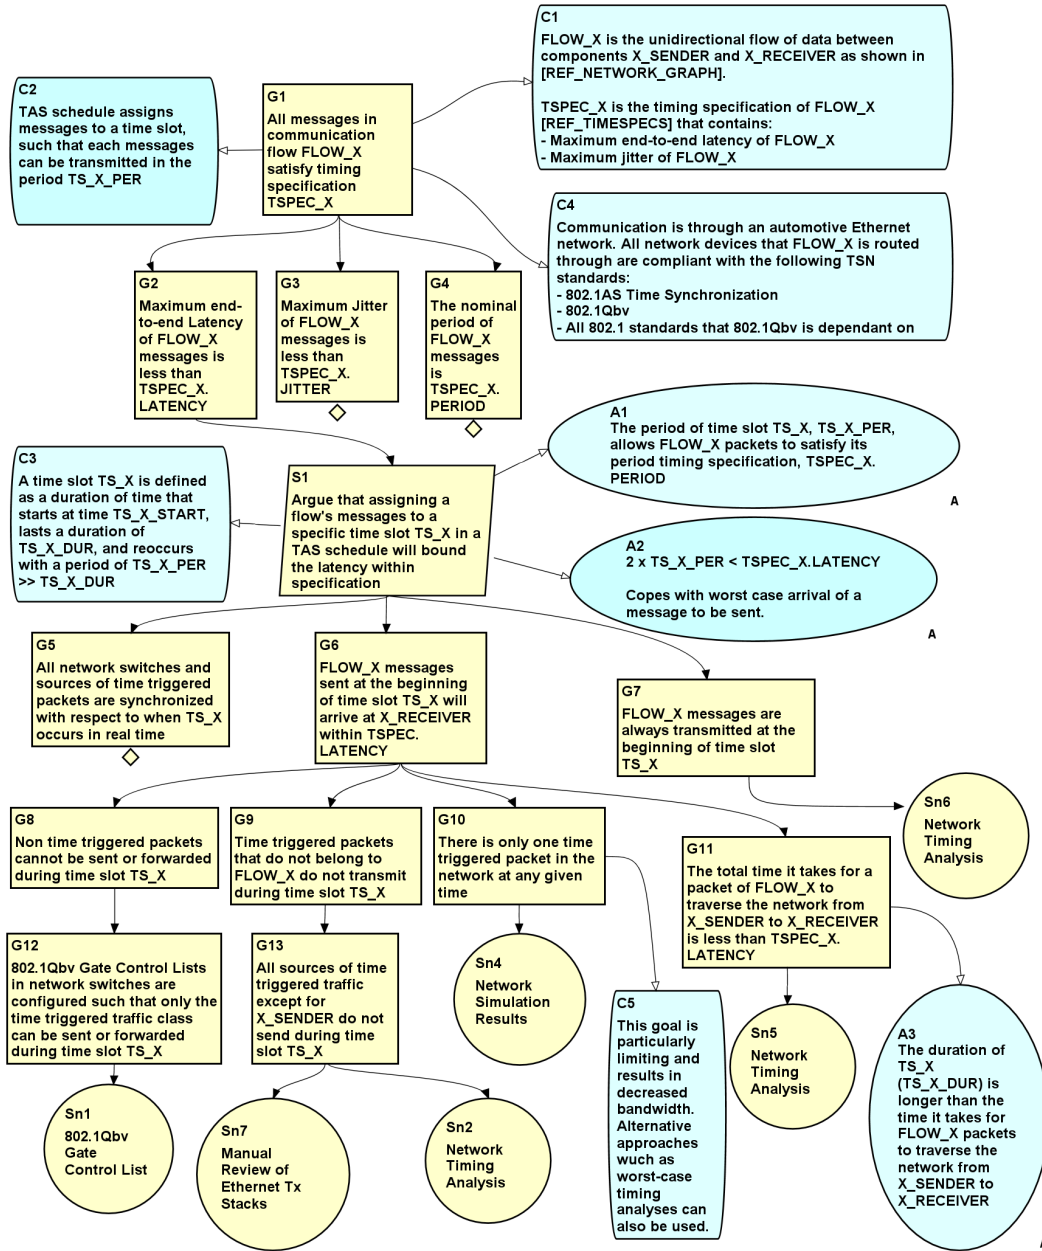 C1
FLOW_X is the unidirectional flow of data between
components X_SENDER and X_RECEIVER as shown in
[REF_NETWORK_GRAPH].
TSPEC_X is the timing specification of FLOW_X
[REF_TIMESPECS] that contains:
- Maximum end-to-end latency of FLOW_X
- Maximum jitter of FLOW_X
C2
TAS schedule assigns
messages to a time slot,
such that each messages
can be transmitted in the
period TS_X_PER
G1
All messages in
communication
flow FLOW_X
satisfy timing
specification
TSPEC_X
C4
Communication is through an automotive Ethernet
network. All network devices that FLOW_X is routed
through are compliant with the following TSN
standards:
- 802.1AS Time Synchronization
- 802.1Qbv
- All 802.1 standards that 802.1Qbv is dependant on
G2
Maximum end-
to-end Latency
of FLOW_X
messages is
less than
TSPEC_X.
LATENCY
G3
Maximum Jitter
of FLOW_X
messages is
less than
TSPEC_X.
JITTER
G4
The nominal
period of
FLOW_X
messages
is
TSPEC_X.
PERIOD
A1
The period of time slot TS_X, TS_X_PER,
allows FLOW_X packets to satisfy its
period timing specification, TSPEC_X.
PERIOD
A
C3
A time slot TS_X is defined
as a duration of time that
starts at time TS_X_START,
lasts a duration of
TS_X_DUR, and reoccurs
with a period of TS_X_PER
>> TS_X_DUR
S1
Argue that assigning a
flow's messages to a
specific time slot TS_X in a
TAS schedule will bound
the latency within
specification
A2
2 x TS_X_PER < TSPEC_X.LATENCY
Copes with worst case arrival of a
message to be sent.
A
G5
All network switches and
sources of time triggered
packets are synchronized
with respect to when TS_X
occurs in real time
G6
FLOW_X messages
sent at the beginning
of time slot TS_X will
arrive at X_RECEIVER
within TSPEC.
LATENCY
G7
FLOW_X messages are
always transmitted at the
beginning of time slot
TS_X
Sn6
Network
Timing
Analysis
G8
Non time triggered packets
cannot be sent or forwarded
during time slot TS_X
G9
Time triggered packets
that do not belong to
FLOW_X do not transmit
during time slot TS_X
G10
There is only one time
triggered packet in the
network at any given
time
G11
The total time it takes for a
packet of FLOW_X to
traverse the network from
X_SENDER to X_RECEIVER
is less than TSPEC_X.
LATENCY
G12
802.1Qbv Gate Control Lists
in network switches are
configured such that only the
time triggered traffic class
can be sent or forwarded
during time slot TS_X
G13
All sources of time
triggered traffic
except for
X_SENDER do not
send during time
slot TS_X
Sn4
Network
Simulation
Results
C5
This goal is
particularly
limiting and
results in
decreased
bandwidth.
Alternative
approaches
wuch as
worst-case
timing
analyses can
also be used.
Sn5
Network
Timing
Analysis
A3
The duration of
TS_X
(TS_X_DUR) is
longer than the
time it takes for
FLOW_X packets
to traverse the
network from
X_SENDER to
X_RECEIVER
Sn1
802.1Qbv
Gate
Control List
Sn7
Manual
Review of
Ethernet Tx
Stacks
Sn2
Network
Timing
Analysis